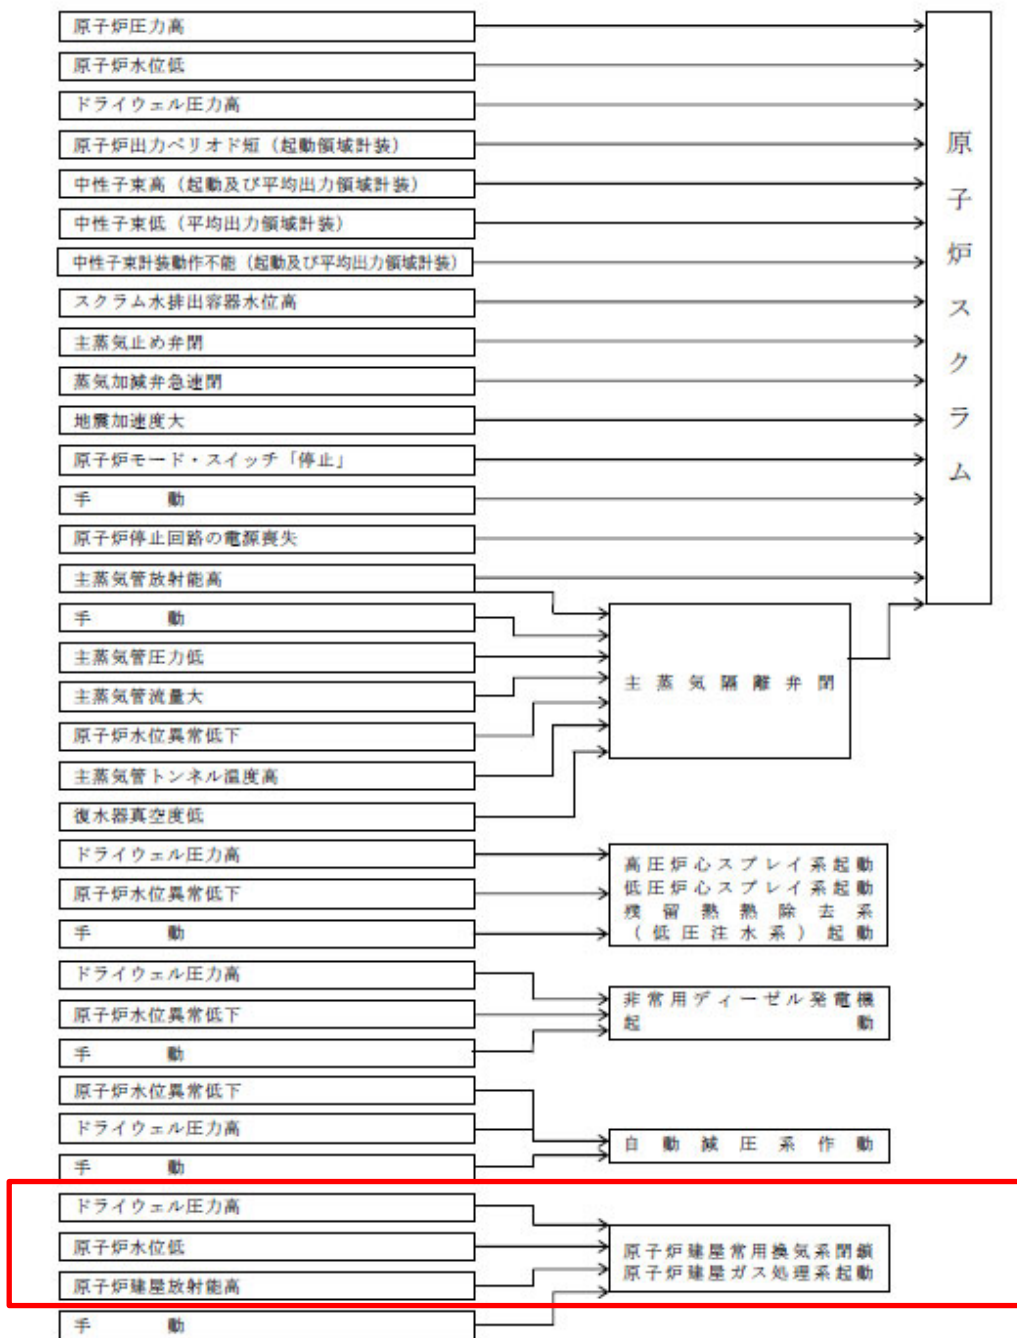 原子炉圧力高
原子炉水位低
ドライウェル圧力高
原子炉出力ペリオド短（起動領域計装）
中性子束高（起動及び平均出力領域計装）
中性子束低（平均出力領域計装）
中性子束計装動作不能（起動及び平均出力領域計装）
スクラム水排出容器水位高
主蒸気止め弁閉
蒸気加減弁急速閉
地震加速度大
原子炉モード・スイッチ「停止」
手動
原子炉停止回路の電源喪失
主蒸気管放射能高
原子炉スクラム
手動
主蒸気管圧力低
主蒸気管流量大
原子炉水位異常低下
主蒸気管トンネル温度高
復水器真空度低
主蒸気隔離弁閉
ドライウェル圧力高
原子炉水位異常低下
手動
高圧炉心スプレイ系起動
低圧炉心スプレイ系起動
残留熱熱除去系
（低圧注水系）起動
ドライウェル圧力高
原子炉水位異常低下
手動
非常用ディーゼル発電機
起動
原子炉水位異常低下
ドライウェル圧力高
手動
自動減圧系作動
ドライウェル圧力高
原子炉水位低
原子炉建屋放射能高
手動
原子炉建屋常用換気系閉鎖
原子炉建屋ガス処理系起動